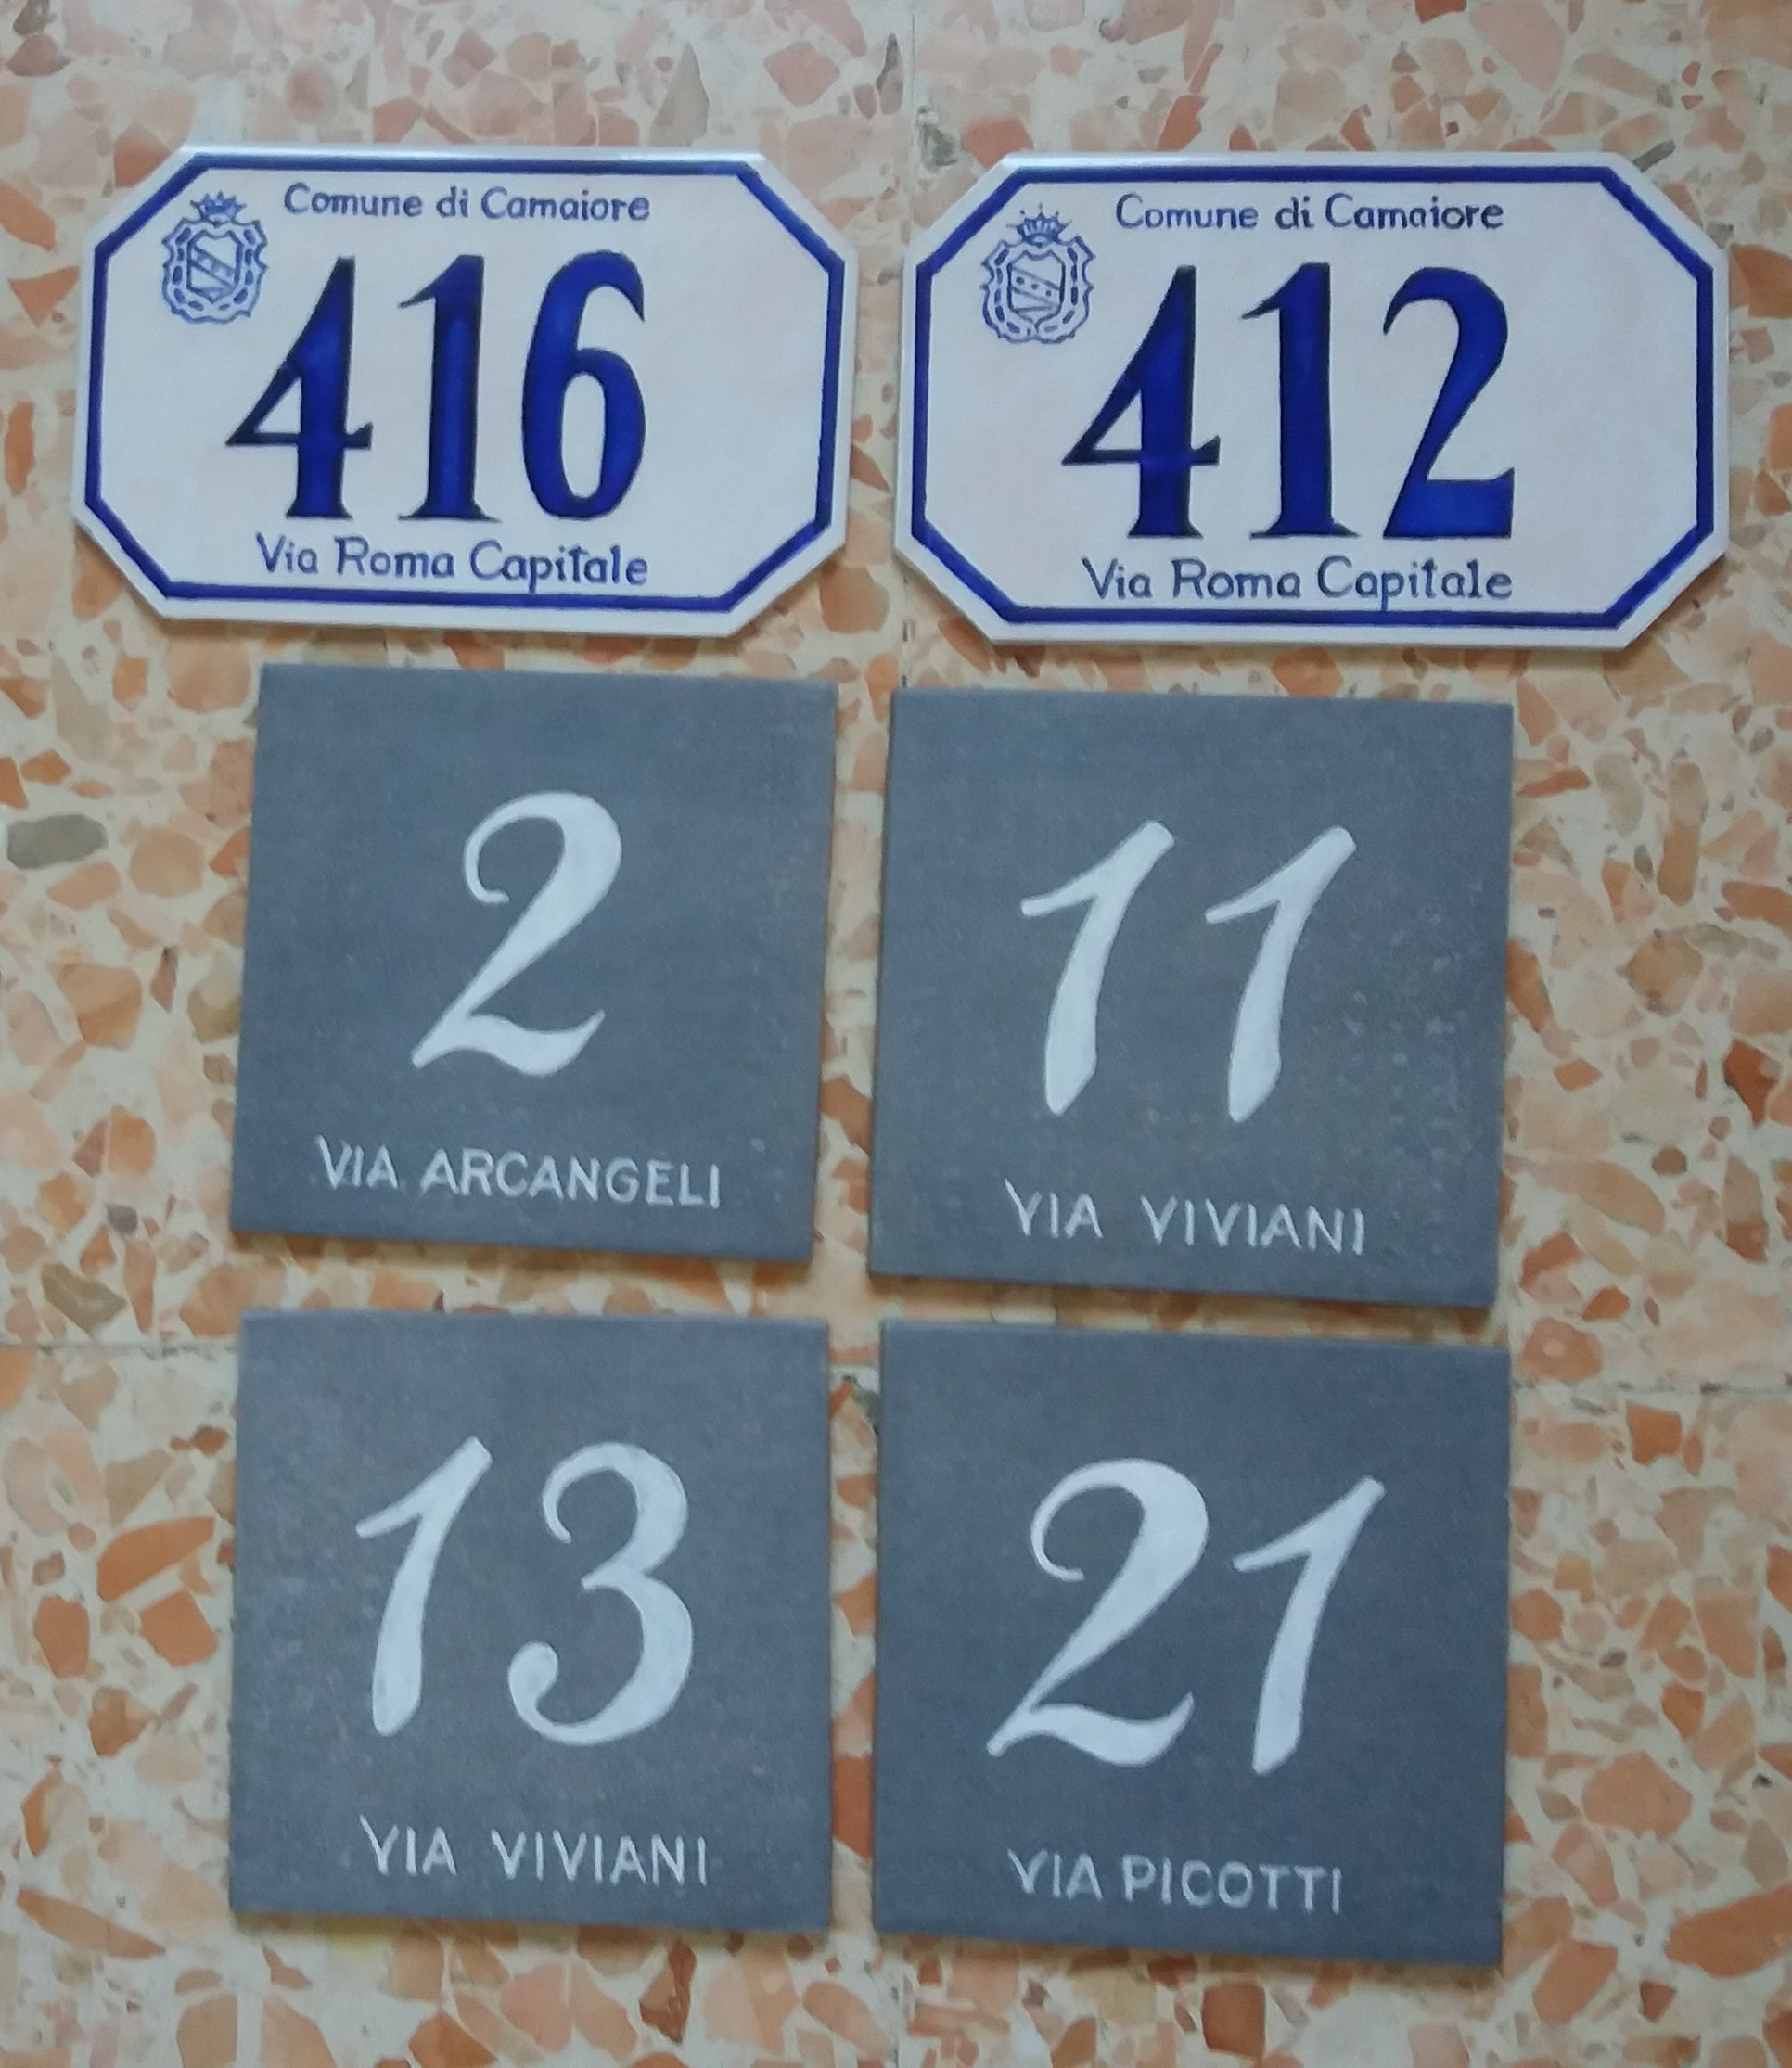 Comune di Camaiore
416
Via Roma Capitale
Comune di Camaiore
412
Via Roma Capitale
2
VIA ARCANGELI
11
VIA VIVIANI
13
VIA VIVIANI
21
VIA PICOTTI